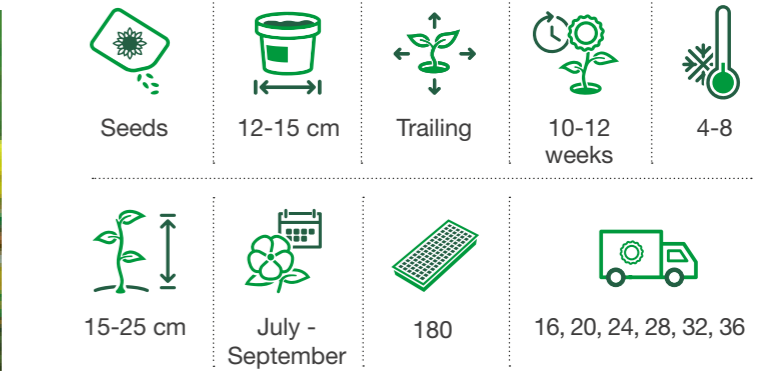 Seeds
12-15 cm
Trailing
10-12
weeks
4-8
15-25 cm
July -
September
180
16, 20, 24, 28, 32, 36